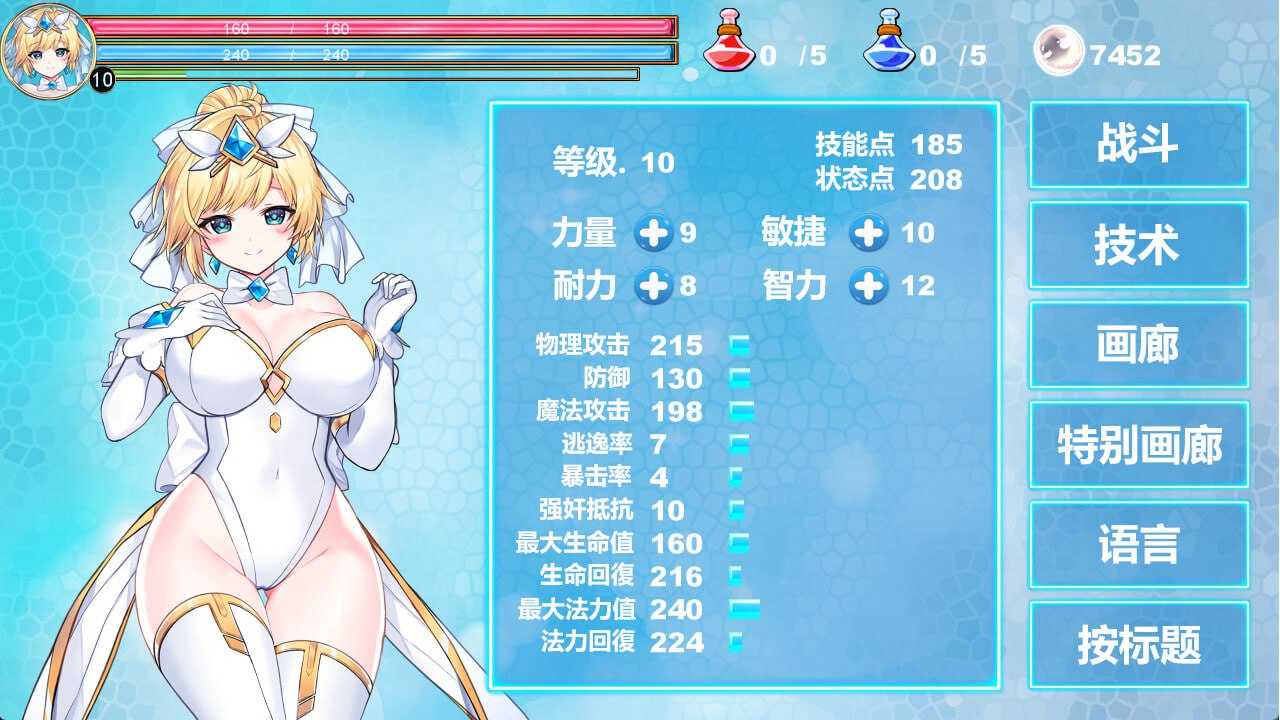 160 / 160
240 / 240
10
0 /5
0 /5
7452
等级. 10
技能点 185
状态点 208
力量 9
敏捷 10
耐力 8
智力 12
物理攻击 215
防御 130
魔法攻击 198
逃逸率 7
暴击率 4
强奸抵抗 10
最大生命值 160
生命回復 216
最大法力值 240
法力回復 224
战斗
技术
画廊
特别画廊
语言
按标题